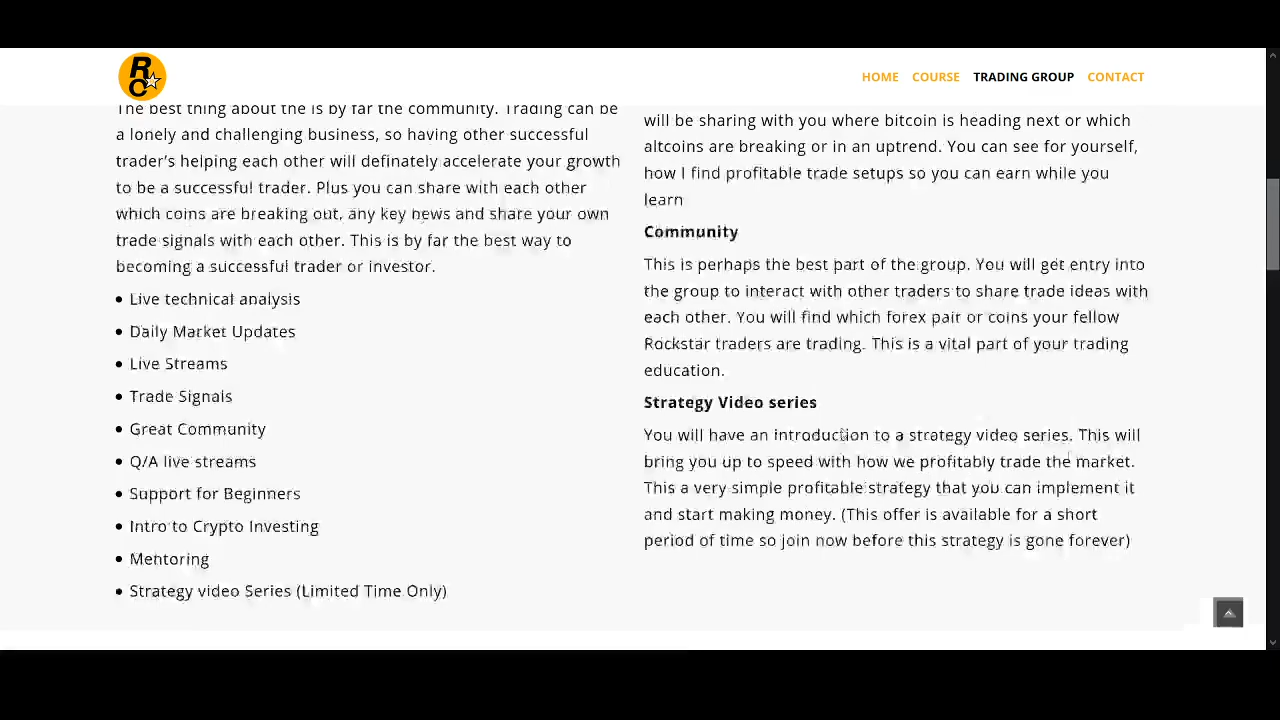 R
C
HOME COURSE TRADING GROUP CONTACT
The best thing about the is by far the community. Trading can be
a lonely and challenging business, so having other successful
trader's helping each other will definately accelerate your growth
to be a successful trader. Plus you can share with each other
which coins are breaking out, any key news and share your own
trade signals with each other. This is by far the best way to
becoming a successful trader or investor.
• Live technical analysis
• Daily Market Updates
• Live Streams
• Trade Signals
• Great Community
• Q/A live streams
• Support for Beginners
• Intro to Crypto Investing
• Mentoring
• Strategy video Series (Limited Time Only)
will be sharing with you where bitcoin is heading next or which
altcoins are breaking or in an uptrend. You can see for yourself,
how I find profitable trade setups so you can earn while you
learn
Community
This is perhaps the best part of the group. You will get entry into
the group to interact with other traders to share trade ideas with
each other. You will find which forex pair or coins your fellow
Rockstar traders are trading. This is a vital part of your trading
education.
Strategy Video series
You will have an introduction to a strategy video series. This will
bring you up to speed with how we profitably trade the market.
This a very simple profitable strategy that you can implement it
and start making money. (This offer is available for a short
period of time so join now before this strategy is gone forever)